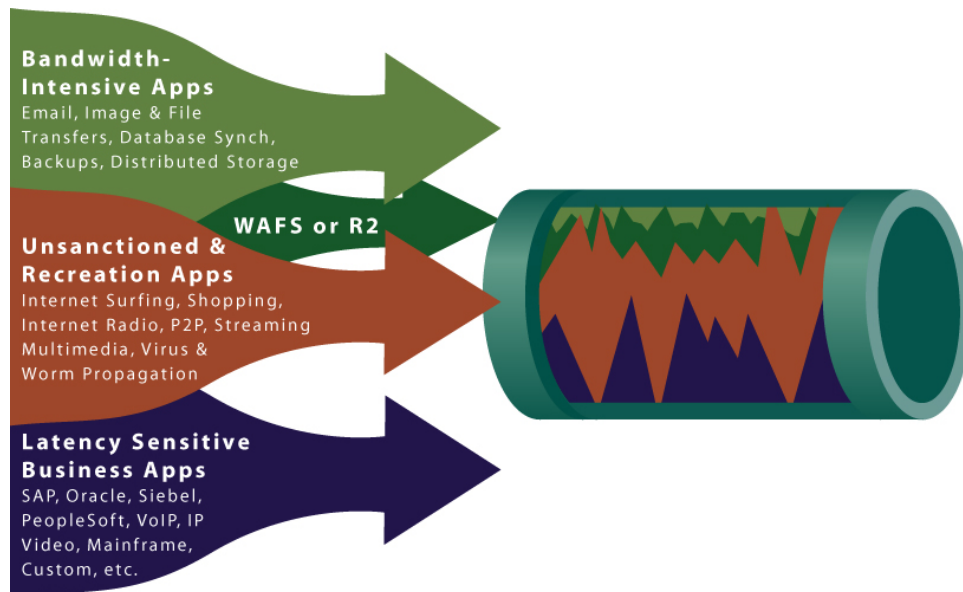 Bandwidth-
Intensive Apps
Email, Image & File
Transfers, Database Synch,
Backups, Distributed Storage
WAFS or R2
Unsanctioned &
Recreation Apps
Internet Surfing, Shopping,
Internet Radio, P2P, Streaming
Multimedia, Virus &
Worm Propagation
Latency Sensitive
Business Apps
SAP, Oracle, Siebel,
PeopleSoft, VoIP, IP
Video, Mainframe,
Custom, etc.